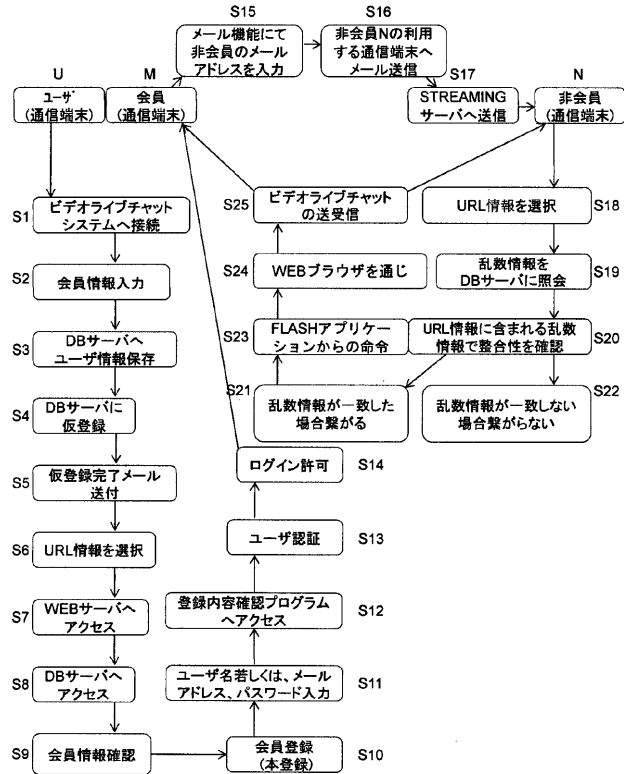 S15
メール機能にて
非会員のメール
アドレスを入力
S16
非会員Nの利用
する通信端末へ
メール送信
S17
STREAMING
サーバへ送信
U
ユーザ
(通信端末)
M
会員
(通信端末)
N
非会員
(通信端末)
S1
ビデオライブチャット
システムへ接続
S2
会員情報入力
S3
DBサーバへ
ユーザ情報保存
S4
DBサーバに
仮登録
S5
仮登録完了メール
送付
S6
URL情報を選択
S7
WEBサーバへ
アクセス
S8
DBサーバへ
アクセス
S9
会員情報確認
会員登録
(本登録)
S10
ユーザ名若しくは、メール
アドレス、パスワード入力
S11
登録内容確認プログラム
へアクセス
S12
ユーザ認証
S13
ログイン許可
S14
URL情報を選択
S18
乱数情報を
DBサーバに照会
S19
URL情報に含まれる乱数
情報で整合性を確認
S20
S21
乱数情報が一致した
場合繋がる
S22
乱数情報が一致しない
場合繋がらない
S23
FLASHアプリケー
ションからの命令
S24
WEBブラウザを通じ
S25
ビデオライブチャット
の送受信